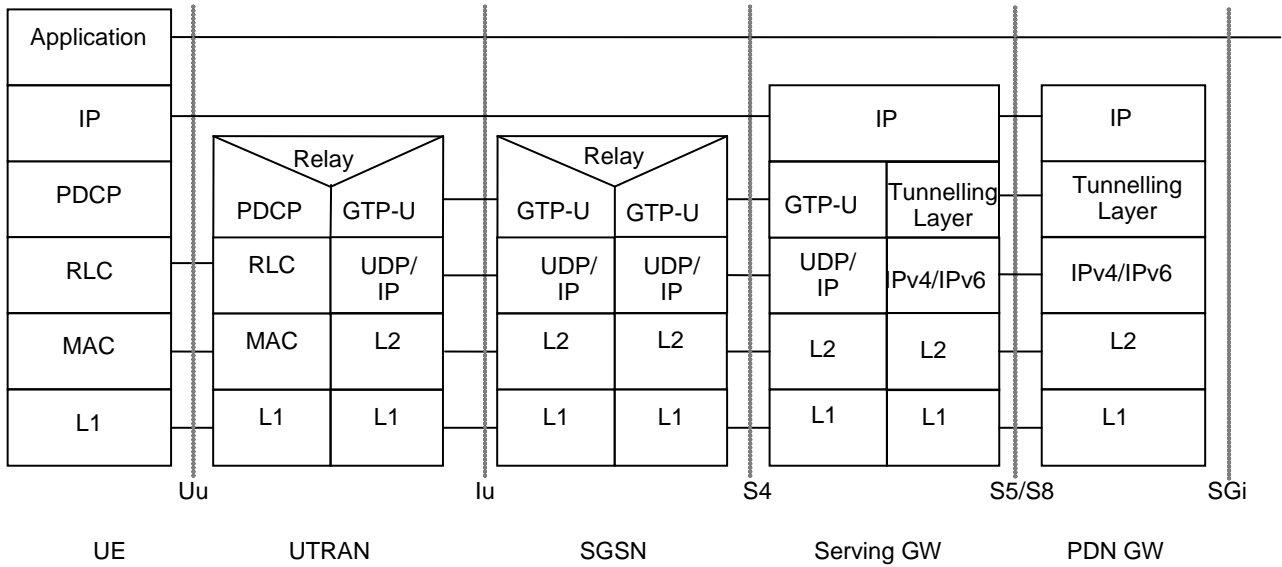 Application
IP
IP
IP
Relay
Relay
PDCP
PDCP
GTP-U
GTP-U
GTP-U
GTP-U
Tunnelling
Layer
Tunnelling
Layer
RLC
RLC
UDP/
IP
UDP/
IP
UDP/
IP
UDP/
IP
IPv4/IPv6
IPv4/IPv6
MAC
MAC
L2
L2
L2
L2
L2
L2
L1
L1
L1
L1
L1
L1
L1
L1
Uu
Iu
S4
S5/S8
SGi
UE
UTRAN
SGSN
Serving GW
PDN GW